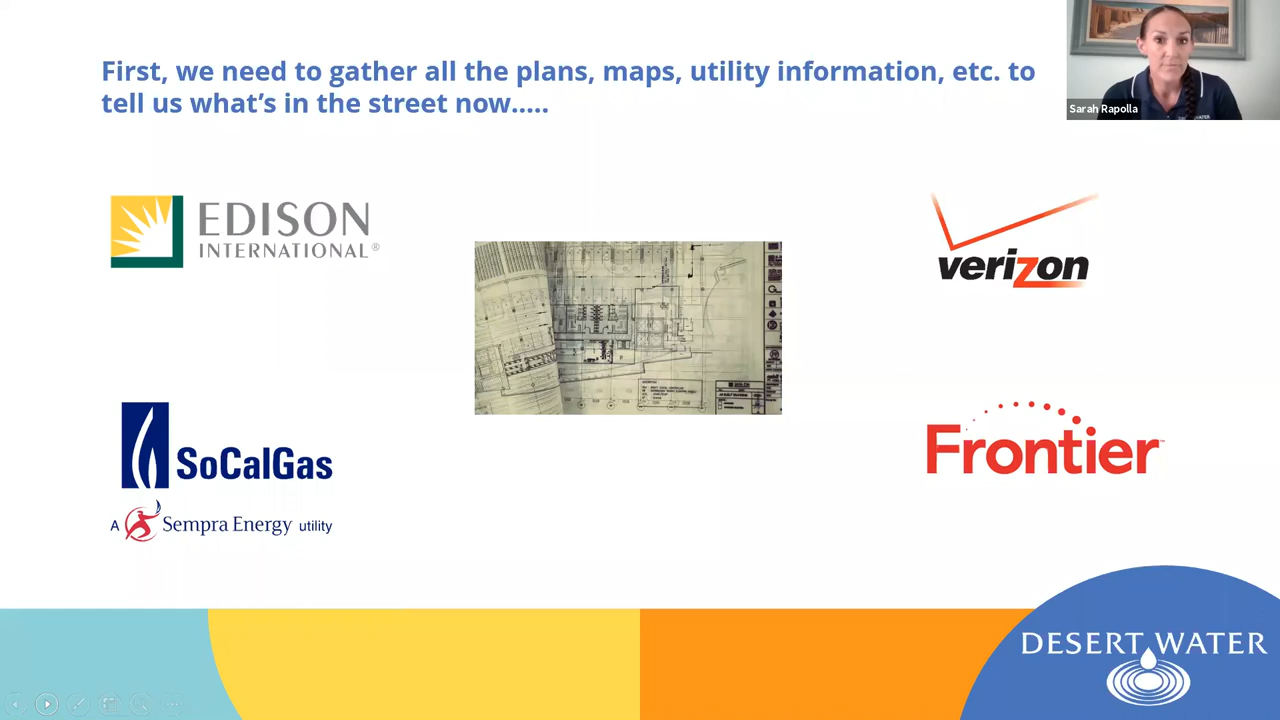 First, we need to gather all the plans, maps, utility information, etc. to
tell us what's in the street now.....
Sarah Rapolla
EDISON
INTERNATIONAL®
verizon
SoCalGas
A Sempra Energy utility
Frontier
DESERT WATER